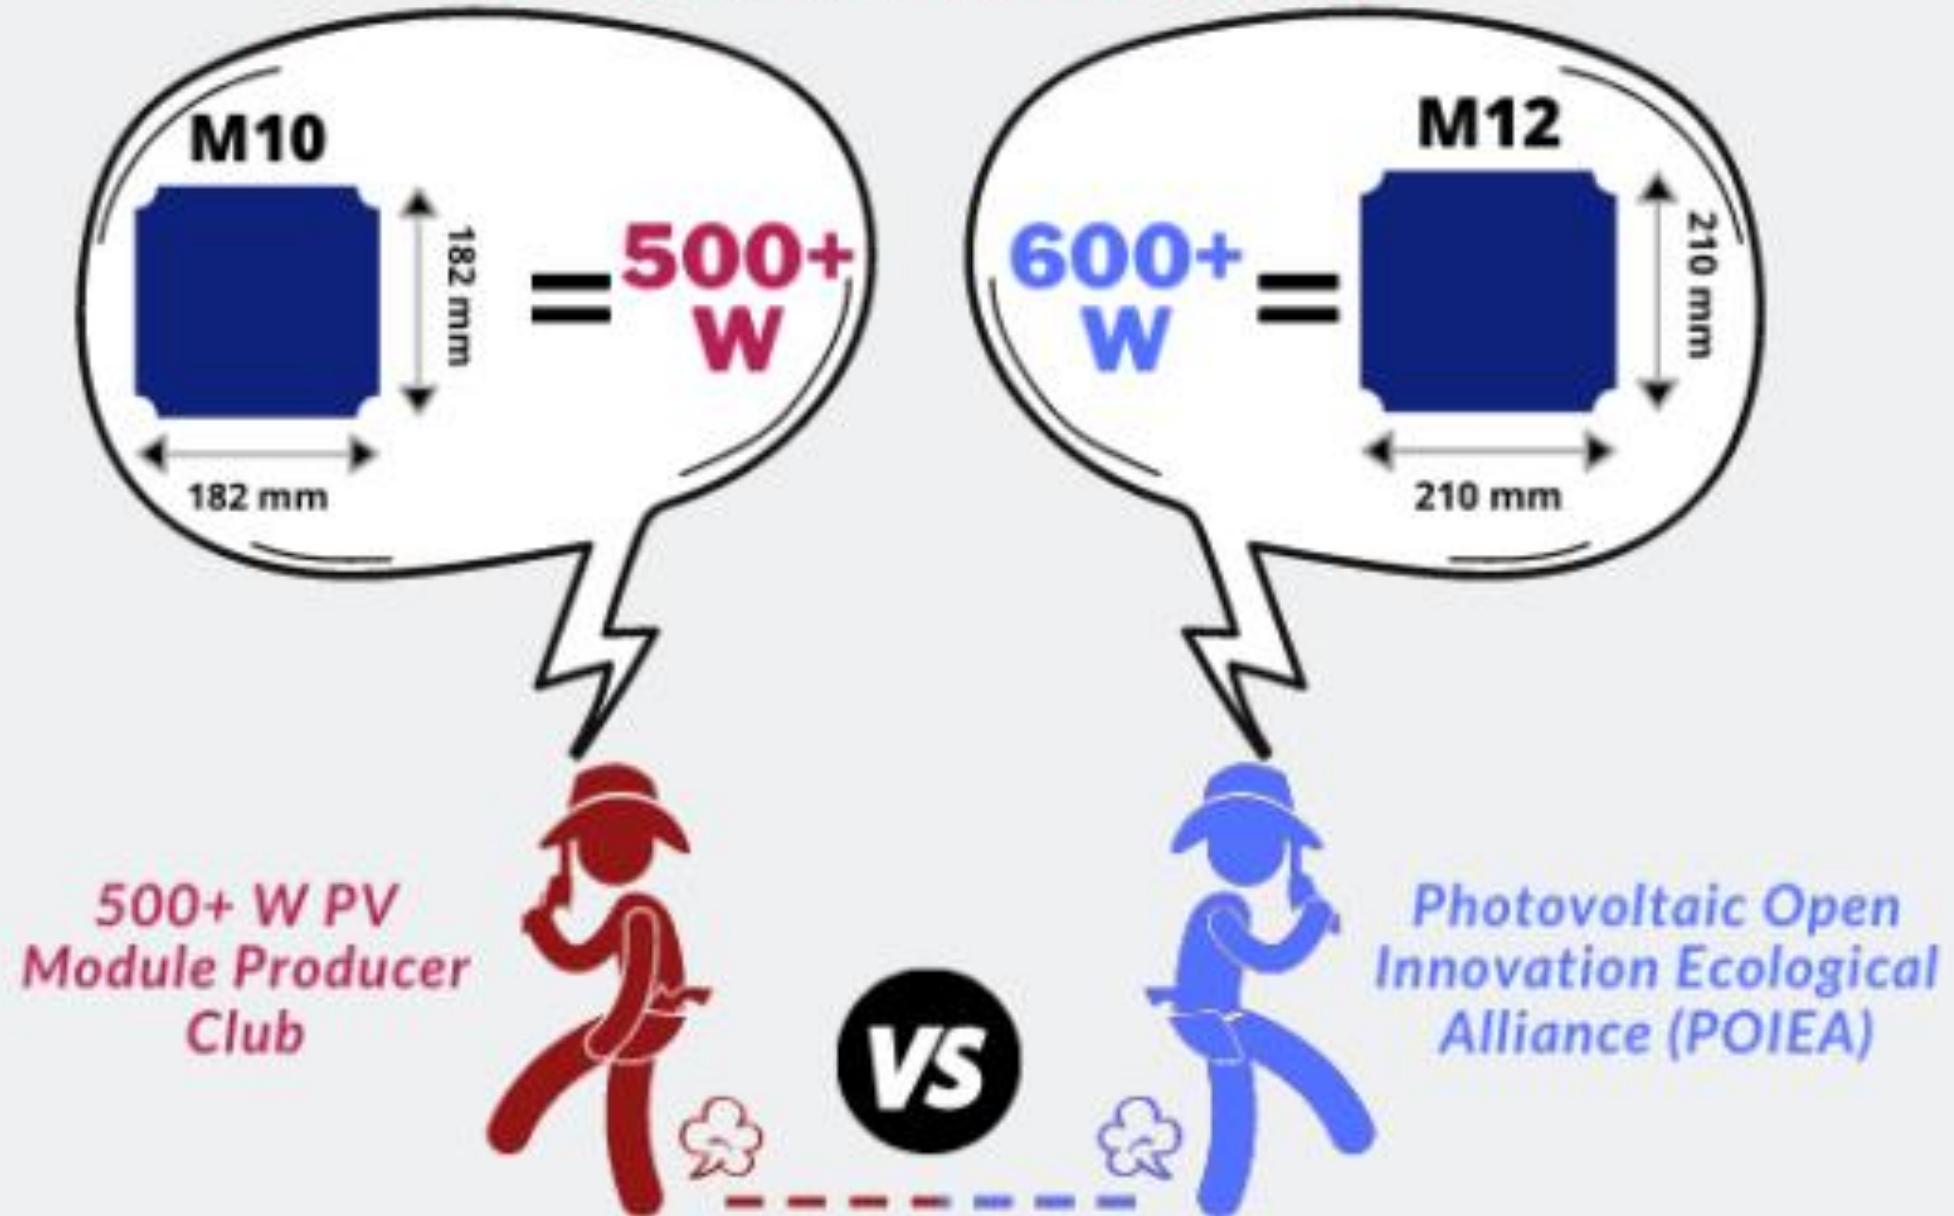 M10
182 mm
182 mm
=
500+
W
M12
600+
W
=
210 mm
210 mm
500+ W PV
Module Producer
Club
VS
Photovoltaic Open
Innovation Ecological
Alliance (POIEA)